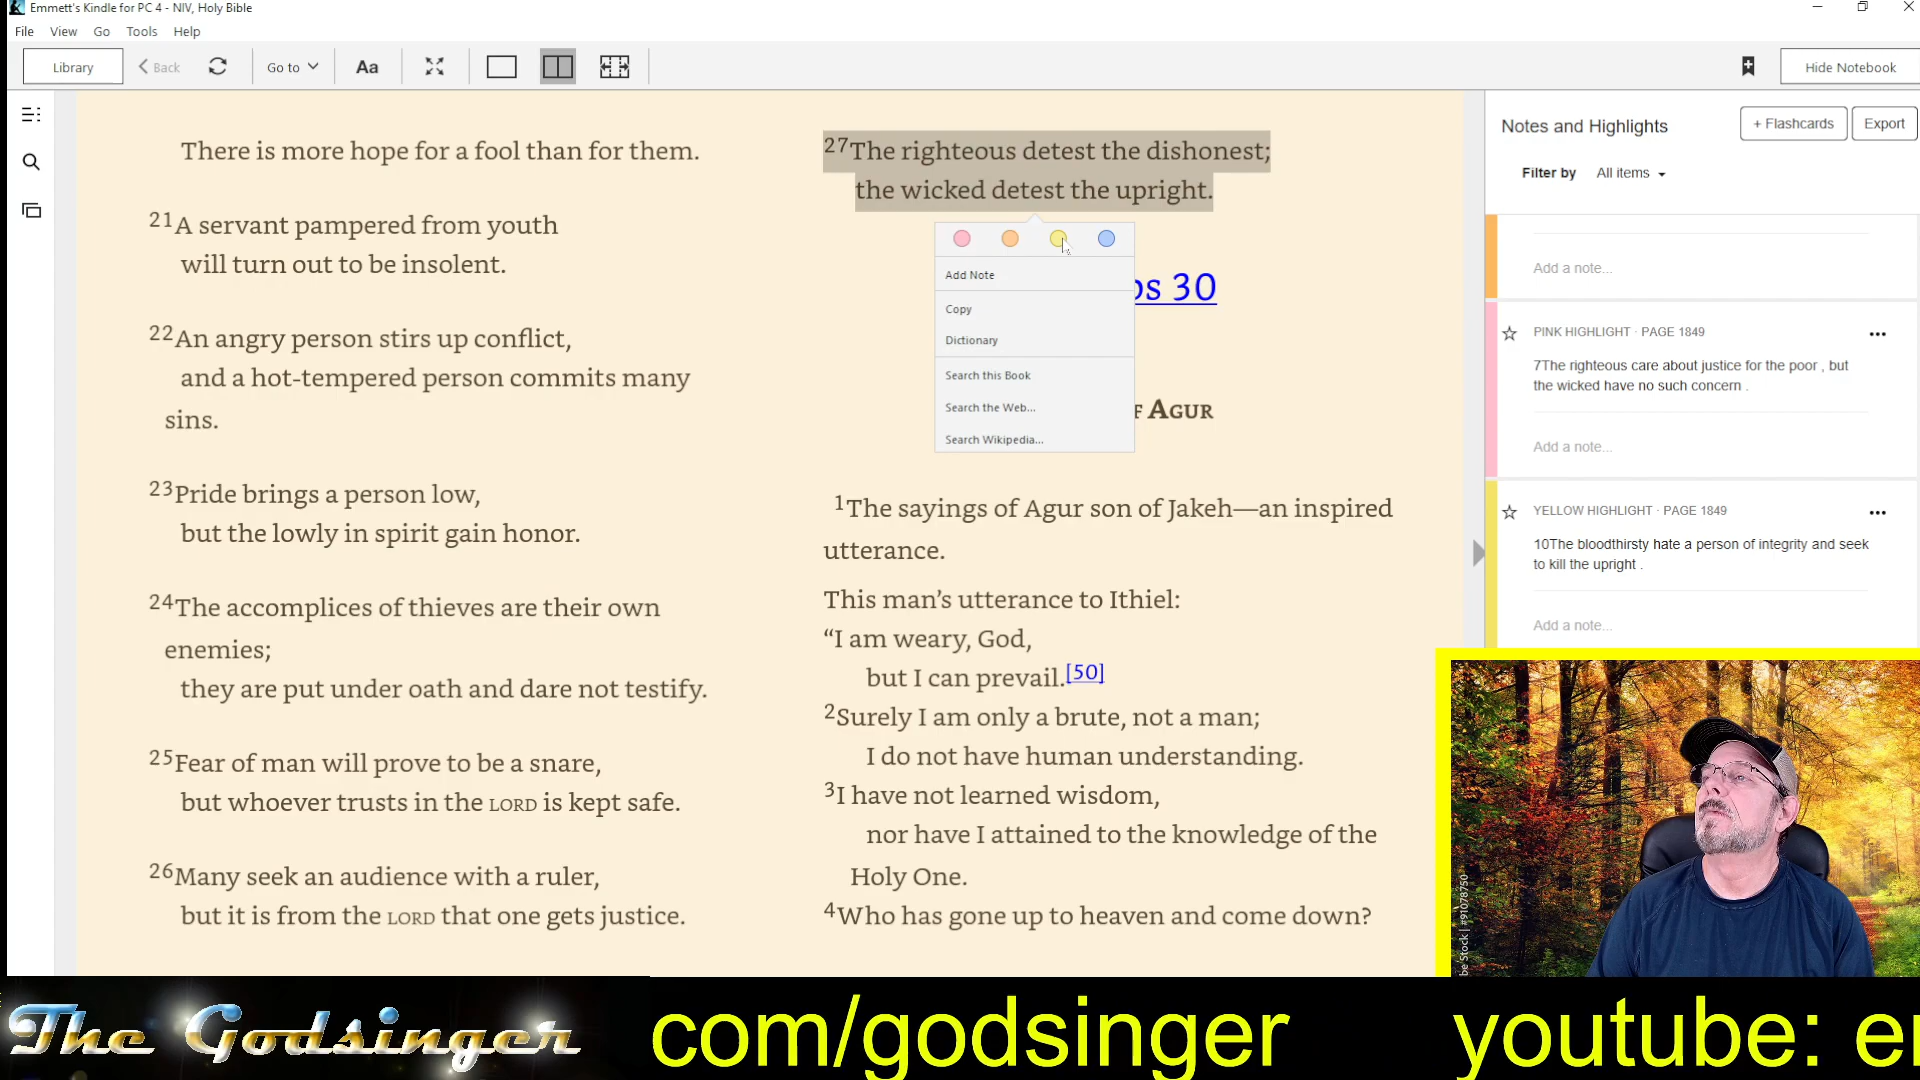 Emmett's Kindle for PC 4 - NIV, Holy Bible
File View Go Tools Help
Library Back Go to Aa Hide Notebook
There is more hope for a fool than for them.
21A servant pampered from youth
will turn out to be insolent.
22An angry person stirs up conflict,
and a hot-tempered person commits many
sins.
23Pride brings a person low,
but the lowly in spirit gain honor.
24The accomplices of thieves are their own
enemies;
they are put under oath and dare not testify.
25Fear of man will prove to be a snare,
but whoever trusts in the LORD is kept safe.
26Many seek an audience with a ruler,
but it is from the LORD that one gets justice.
27The righteous detest the dishonest;
the wicked detest the upright.
Add Note
Copy
Dictionary
Search this Book
Search the Web...
Search Wikipedia...
30
AGUR
1The sayings of Agur son of Jakeh—an inspired
utterance.
This man’s utterance to Ithiel:
“I am weary, God,
but I can prevail.[50]
2Surely I am only a brute, not a man;
I do not have human understanding.
3I have not learned wisdom,
nor have I attained to the knowledge of the
Holy One.
4Who has gone up to heaven and come down?
Notes and Highlights + Flashcards Export
Filter by All items
Add a note...
PINK HIGHLIGHT · PAGE 1849
7The righteous care about justice for the poor , but
the wicked have no such concern .
Add a note...
YELLOW HIGHLIGHT · PAGE 1849
10The bloodthirsty hate a person of integrity and seek
to kill the upright .
Add a note...
be Stock | #91078750
The Godsinger com/godsinger youtube: